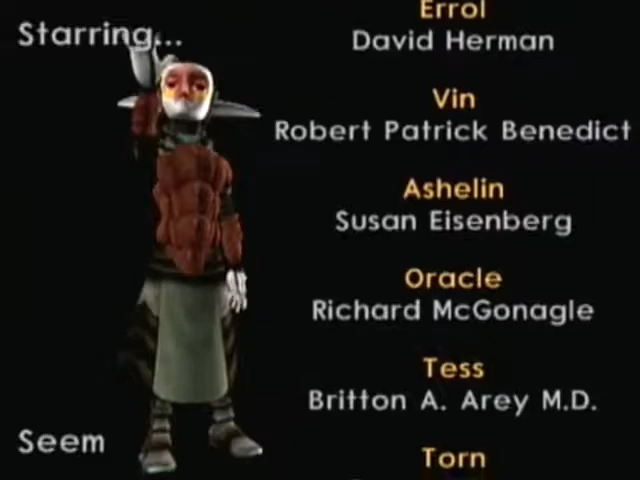 Starring...
Errol
David Herman
Vin
Robert Patrick Benedict
Ashelin
Susan Eisenberg
Oracle
Richard McGonagle
Tess
Britton A. Arey M.D.
Torn
Seem